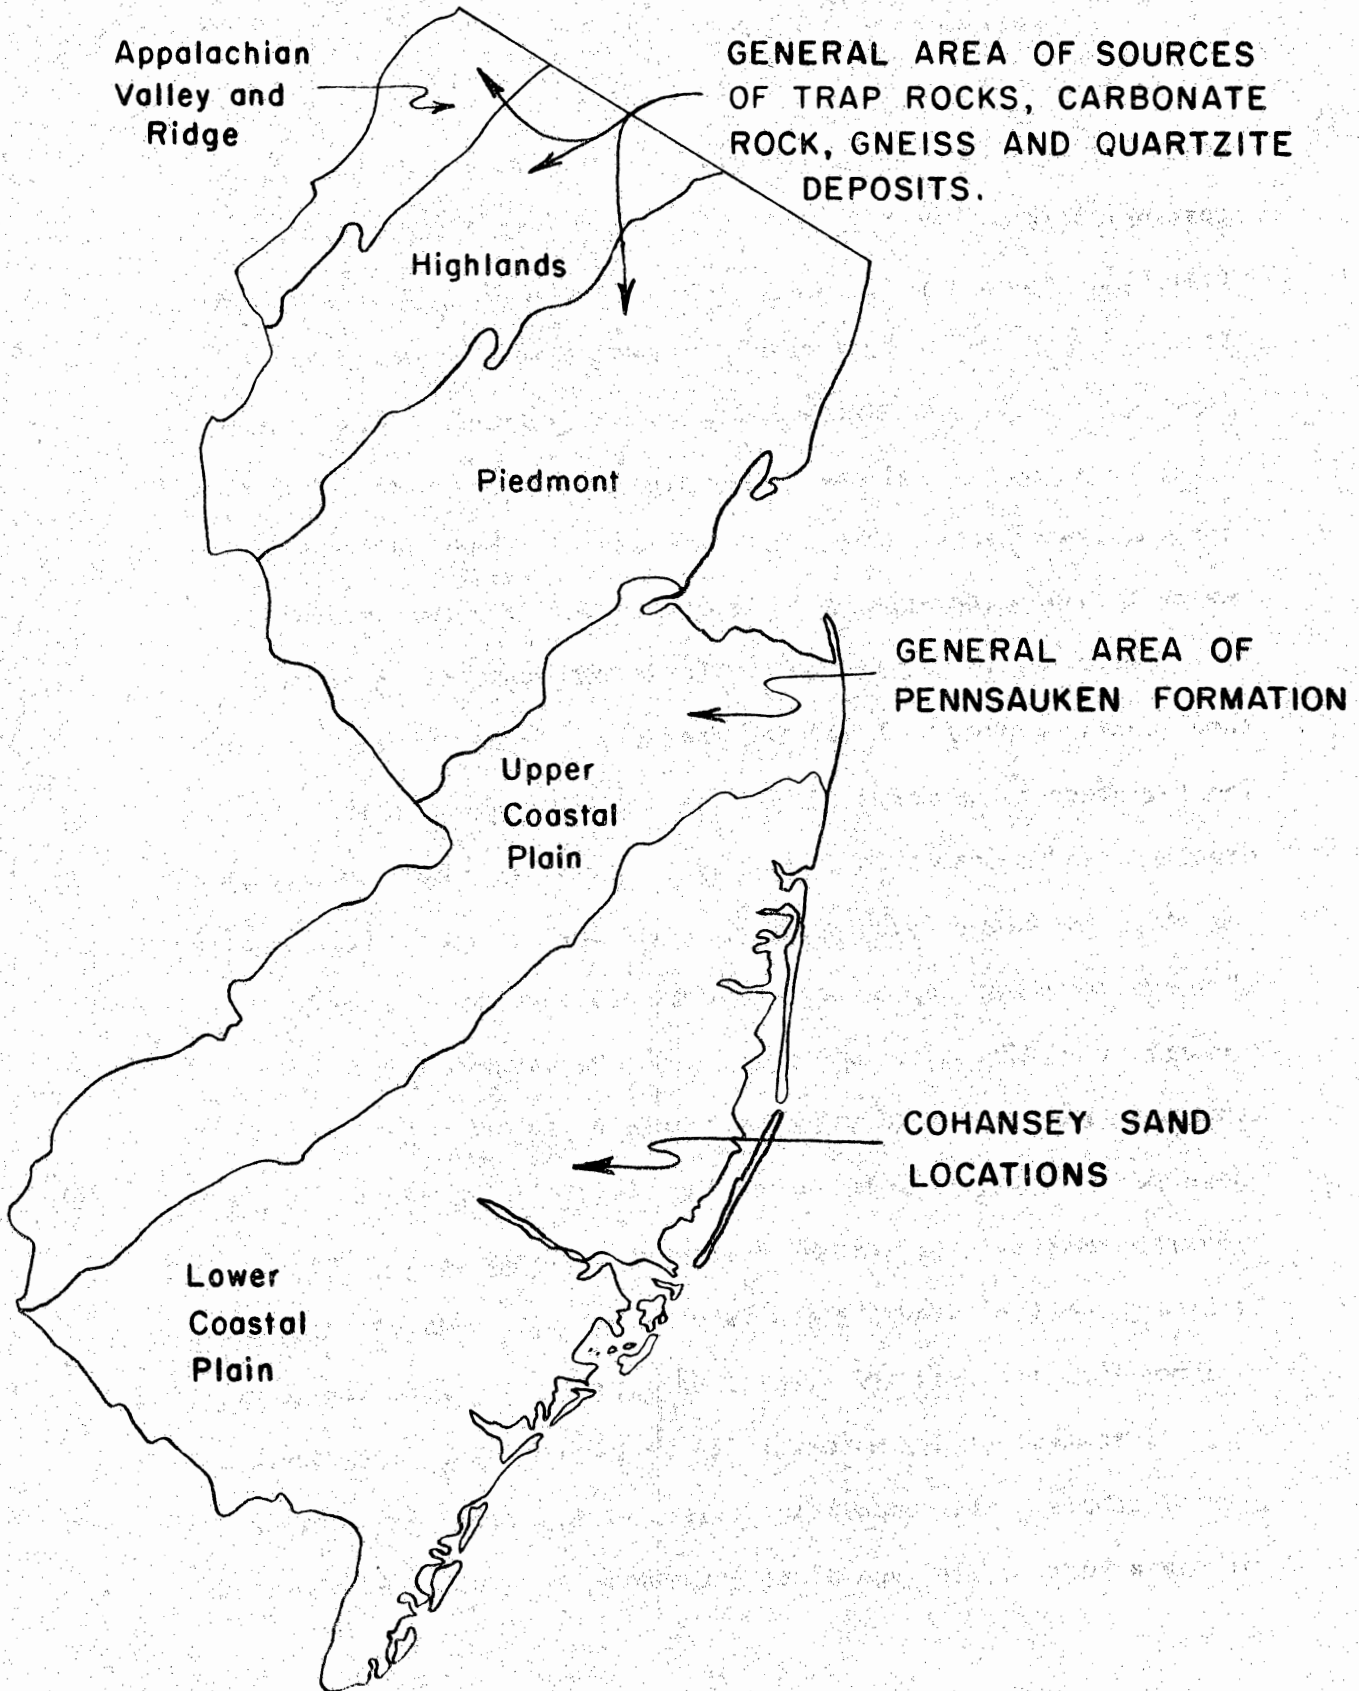 Appalachian
Valley and
Ridge
GENERAL AREA OF SOURCES
OF TRAP ROCKS, CARBONATE
ROCK, GNEISS AND QUARTZITE
DEPOSITS.
Highlands
Piedmont
GENERAL AREA OF
PENNSAUKEN FORMATION
Upper
Coastal
Plain
COHANSEY SAND
LOCATIONS
Lower
Coastal
Plain